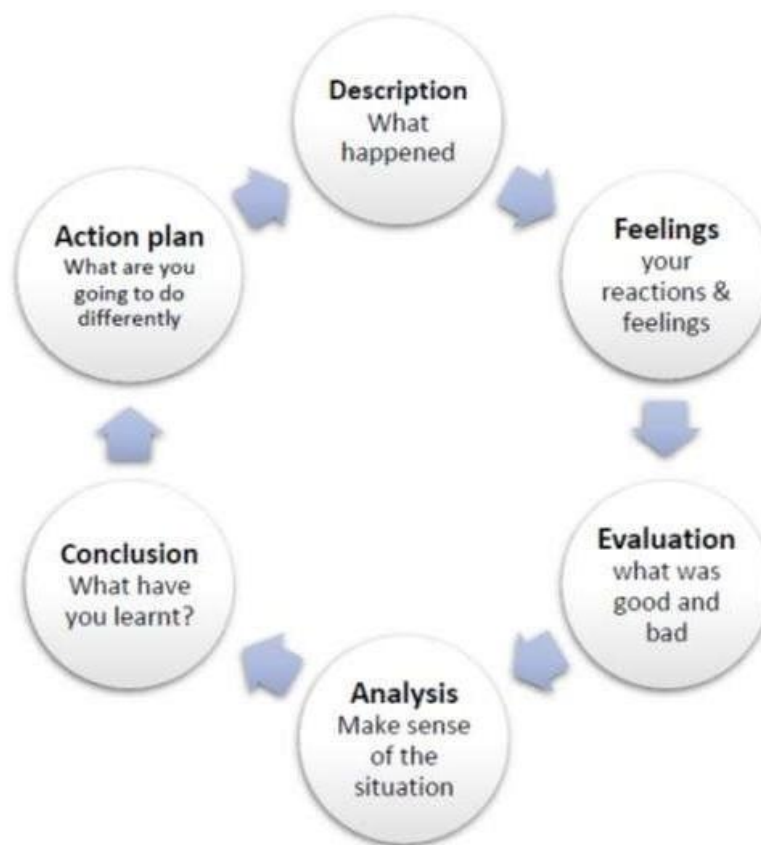 Description
What
happened
Feelings
your
reactions &
feelings
Evaluation
what was
good and
bad
Analysis
Make sense
of the
situation
Conclusion
What have
you learnt?
Action plan
What are you
going to do
differently